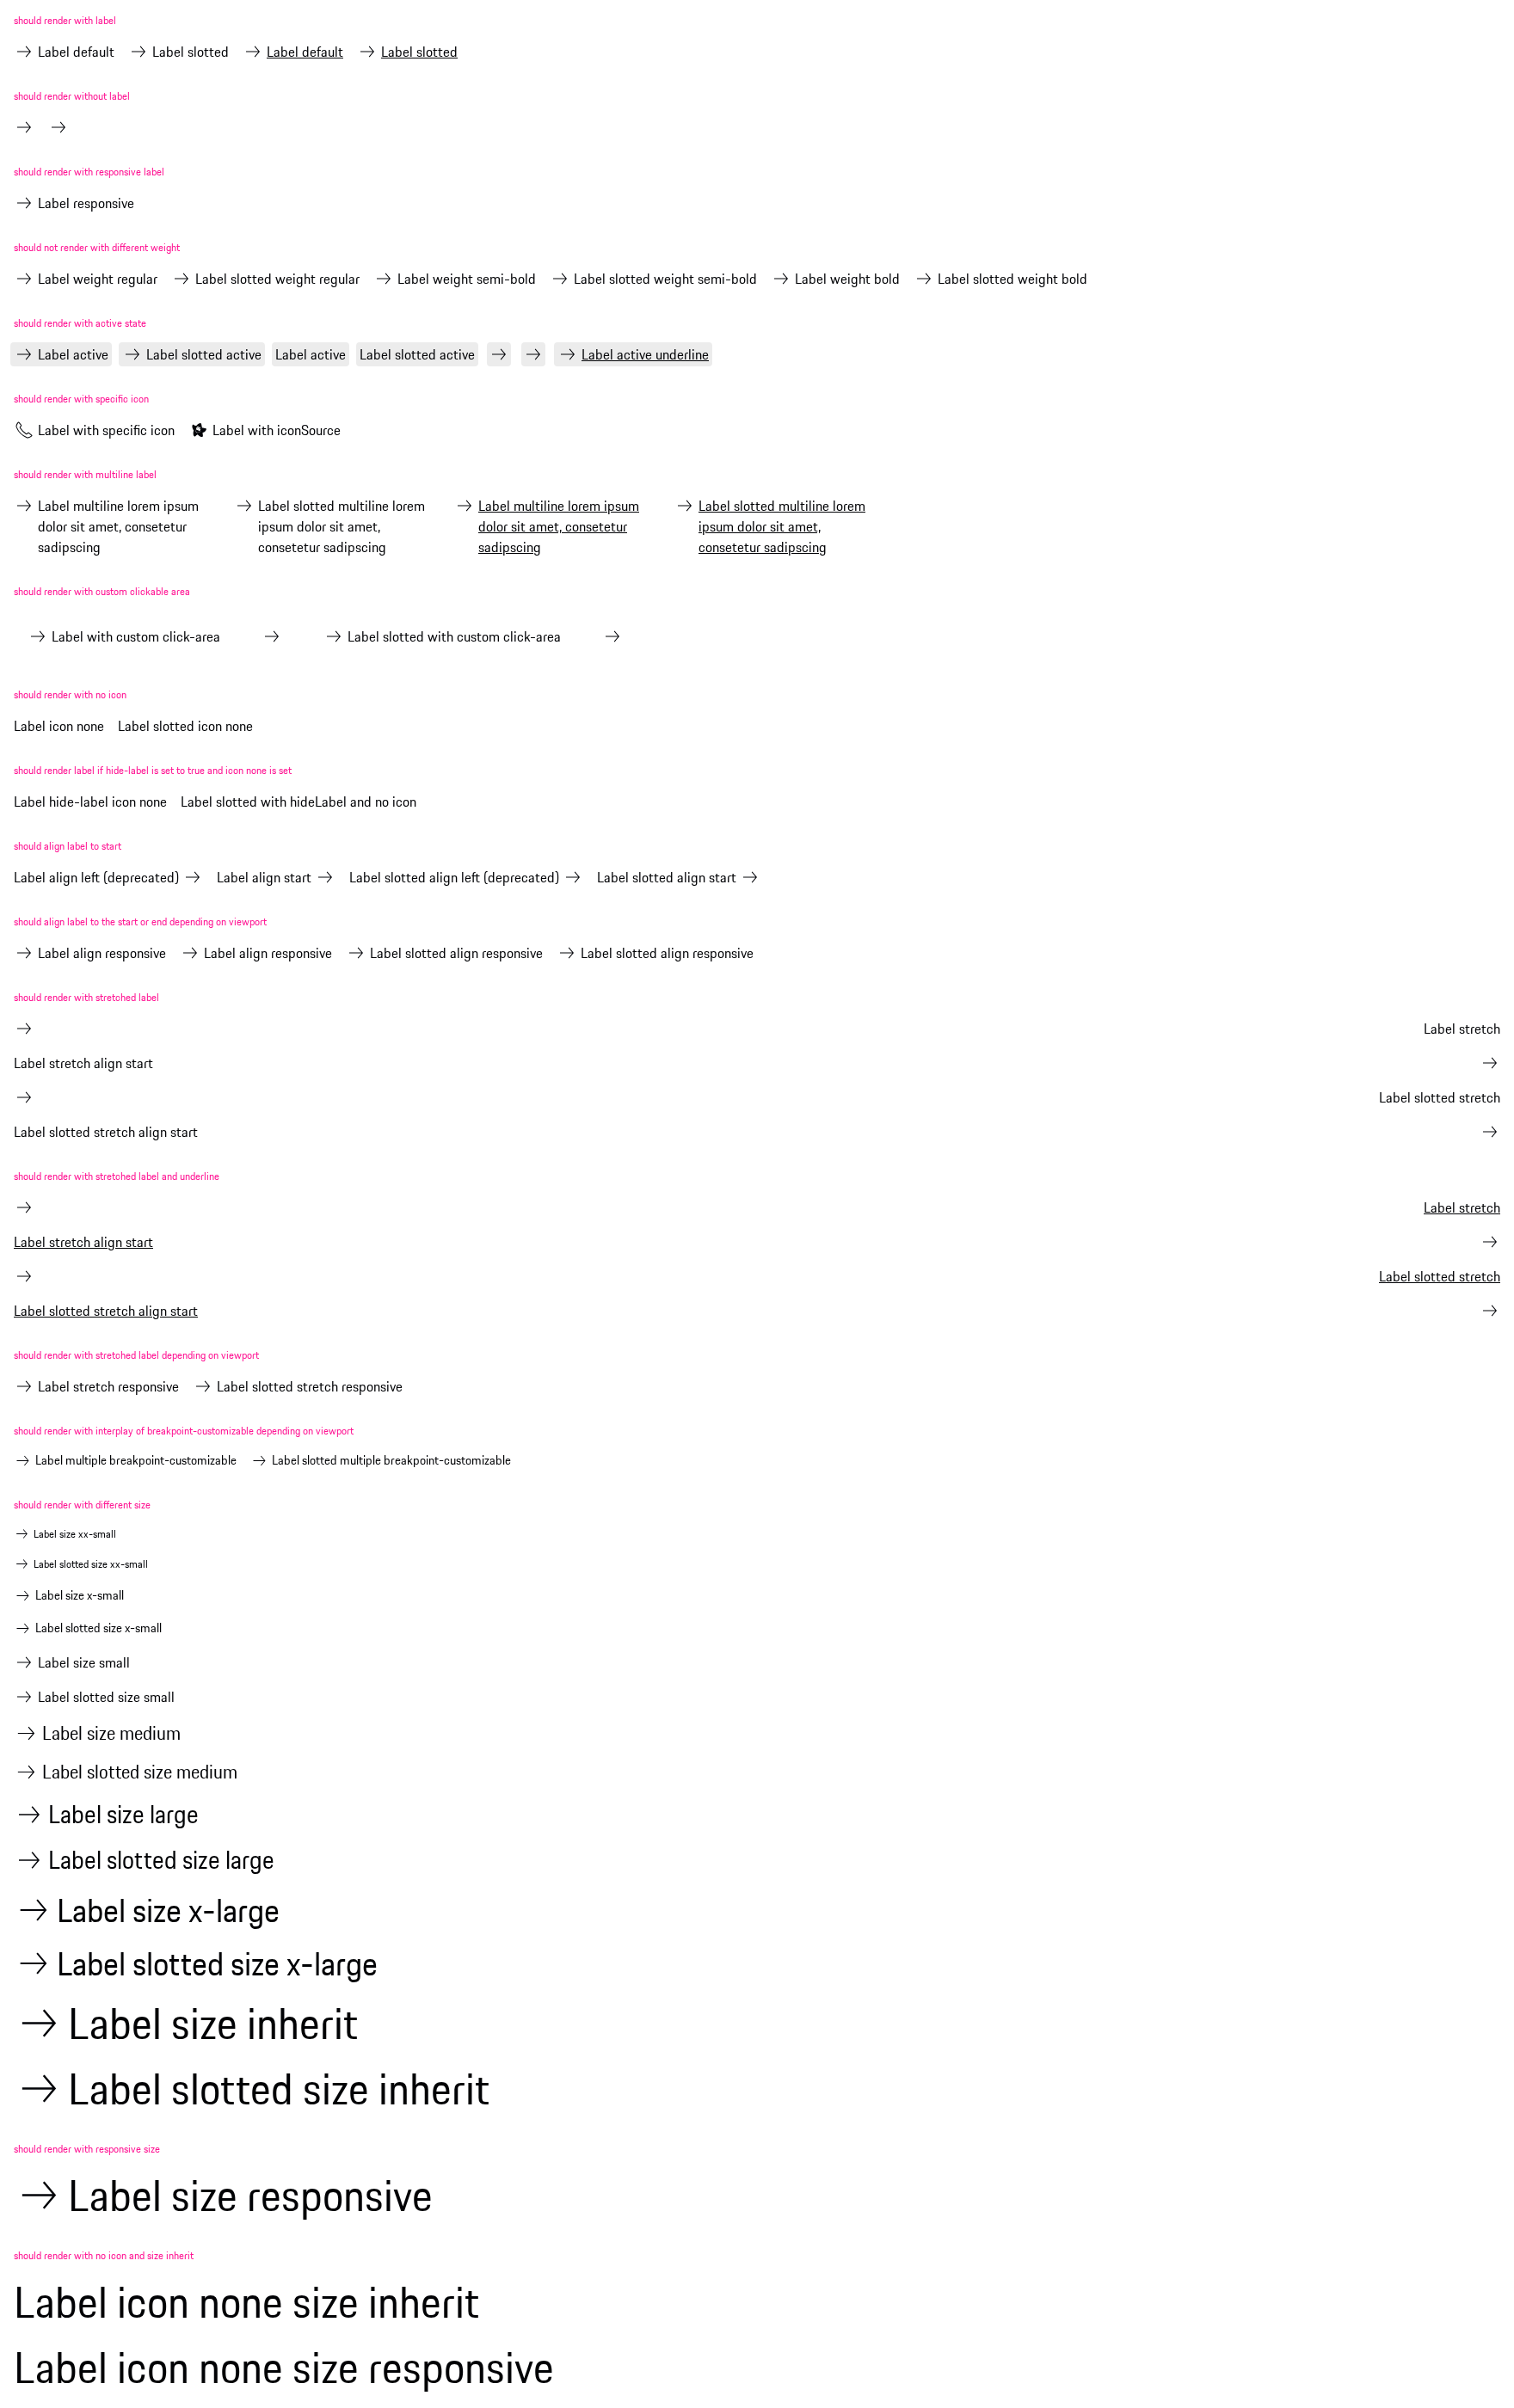 should render with label
Label default Label slotted Label default Label slotted
should render without label
should render with responsive label
Label responsive
should not render with different weight
Label weight regular Label slotted weight regular Label weight semi-bold Label slotted weight semi-bold Label weight bold Label slotted weight bold
should render with active state
Label active Label slotted active Label active Label slotted active Label active underline
should render with specific icon
Label with specific icon Label with iconSource
should render with multiline label
Label multiline lorem ipsum Label slotted multiline lorem Label multiline lorem ipsum Label slotted multiline lorem
dolor sit amet, consetetur ipsum dolor sit amet, dolor sit amet, consetetur ipsum dolor sit amet,
sadipscing consetetur sadipscing sadipscing consetetur sadipscing
should render with custom clickable area
Label with custom click-area Label slotted with custom click-area
should render with no icon
Label icon none Label slotted icon none
should render label if hide-label is set to true and icon none is set
Label hide-label icon none Label slotted with hideLabel and no icon
should align label to start
Label align left (deprecated) Label align start Label slotted align left (deprecated) Label slotted align start
should align label to the start or end depending on viewport
Label align responsive Label align responsive Label slotted align responsive Label slotted align responsive
should render with stretched label
Label stretch
Label stretch align start
Label slotted stretch
Label slotted stretch align start
should render with stretched label and underline
Label stretch
Label stretch align start
Label slotted stretch
Label slotted stretch align start
should render with stretched label depending on viewport
Label stretch responsive Label slotted stretch responsive
should render with interplay of breakpoint-customizable depending on viewport
Label multiple breakpoint-customizable Label slotted multiple breakpoint-customizable
should render with different size
Label size xx-small
Label slotted size xx-small
Label size x-small
Label slotted size x-small
Label size small
Label slotted size small
Label size medium
Label slotted size medium
Label size large
Label slotted size large
Label size x-large
Label slotted size x-large
Label size inherit
Label slotted size inherit
should render with responsive size
Label size responsive
should render with no icon and size inherit
Label icon none size inherit
Label icon none size responsive